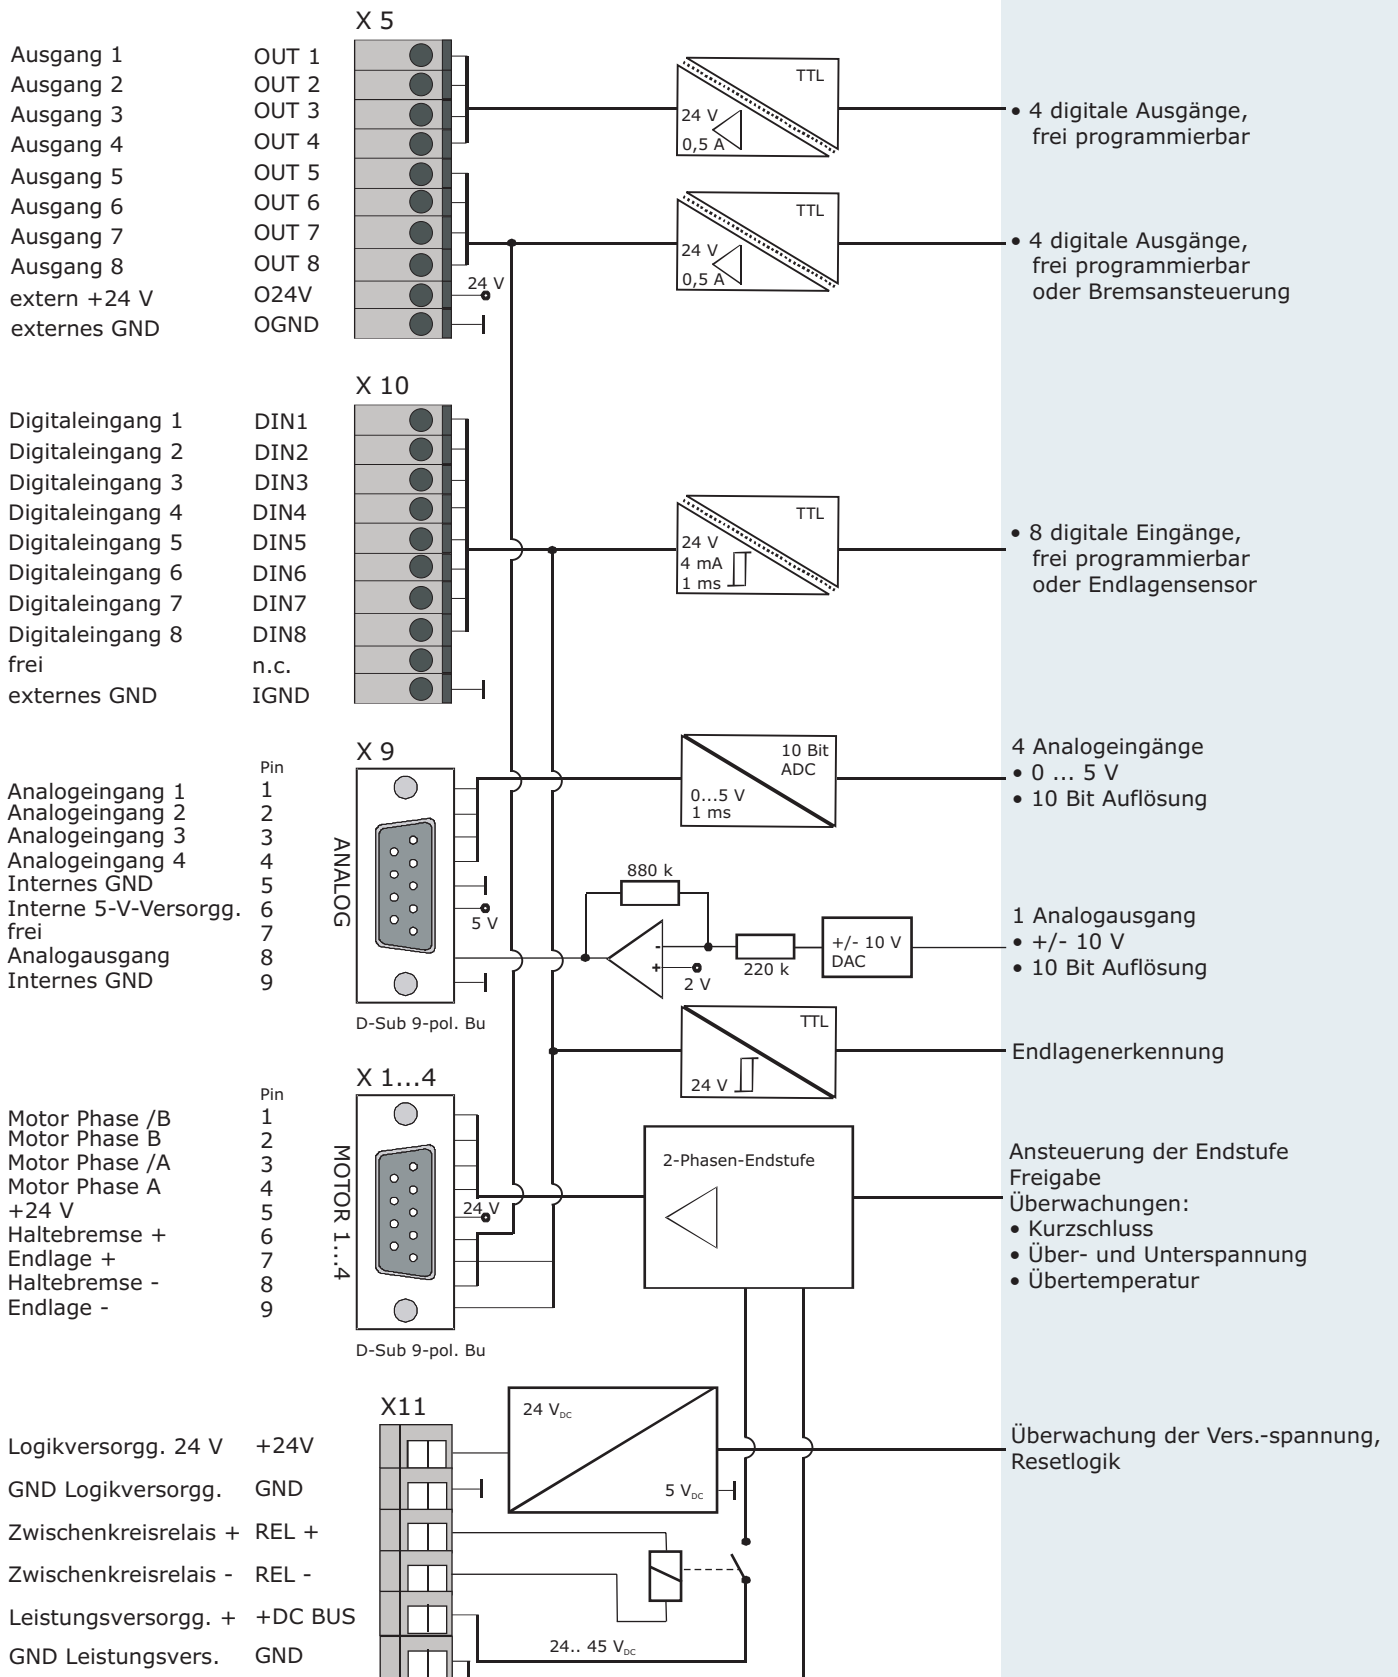 X 5
Ausgang 1 OUT 1
Ausgang 2 OUT 2
Ausgang 3 OUT 3
Ausgang 4 OUT 4
Ausgang 5 OUT 5
Ausgang 6 OUT 6
Ausgang 7 OUT 7
Ausgang 8 OUT 8
extern +24 V O24V
externes GND OGND
24 V
TTL
24 V
0,5 A
• 4 digitale Ausgänge,
frei programmierbar
TTL
24 V
0,5 A
• 4 digitale Ausgänge,
frei programmierbar
oder Bremsansteuerung
X 10
Digitaleingang 1 DIN1
Digitaleingang 2 DIN2
Digitaleingang 3 DIN3
Digitaleingang 4 DIN4
Digitaleingang 5 DIN5
Digitaleingang 6 DIN6
Digitaleingang 7 DIN7
Digitaleingang 8 DIN8
frei n.c.
externes GND IGND
TTL
24 V
4 mA
1 ms
• 8 digitale Eingänge,
frei programmierbar
oder Endlagensensor
X 9
Pin
Analogeingang 1 1
Analogeingang 2 2
Analogeingang 3 3
Analogeingang 4 4
Internes GND 5
Interne 5-V-Versorgg. 6
frei 7
Analogausgang 8
Internes GND 9
ANALOG
5 V
D-Sub 9-pol. Bu
10 Bit
ADC
0...5 V
1 ms
4 Analogeingänge
• 0 ... 5 V
• 10 Bit Auflösung
880 k
-
+
2 V
220 k
+/- 10 V
DAC
1 Analogausgang
• +/- 10 V
• 10 Bit Auflösung
TTL
24 V
Endlagenerkennung
X 1...4
Pin
Motor Phase /B 1
Motor Phase B 2
Motor Phase /A 3
Motor Phase A 4
+24 V 5
Haltebremse + 6
Endlage + 7
Haltebremse - 8
Endlage - 9
MOTOR 1...4
24 V
D-Sub 9-pol. Bu
2-Phasen-Endstufe
Ansteuerung der Endstufe
Freigabe
Überwachungen:
• Kurzschluss
• Über- und Unterspannung
• Übertemperatur
X11
Logikversorgg. 24 V +24V
GND Logikversorgg. GND
Zwischenkreisrelais + REL +
Zwischenkreisrelais - REL -
Leistungsversorgg. + +DC BUS
GND Leistungsvers. GND
24 VDC
5 VDC
24.. 45 VDC
Überwachung der Vers.-spannung,
Resetlogik